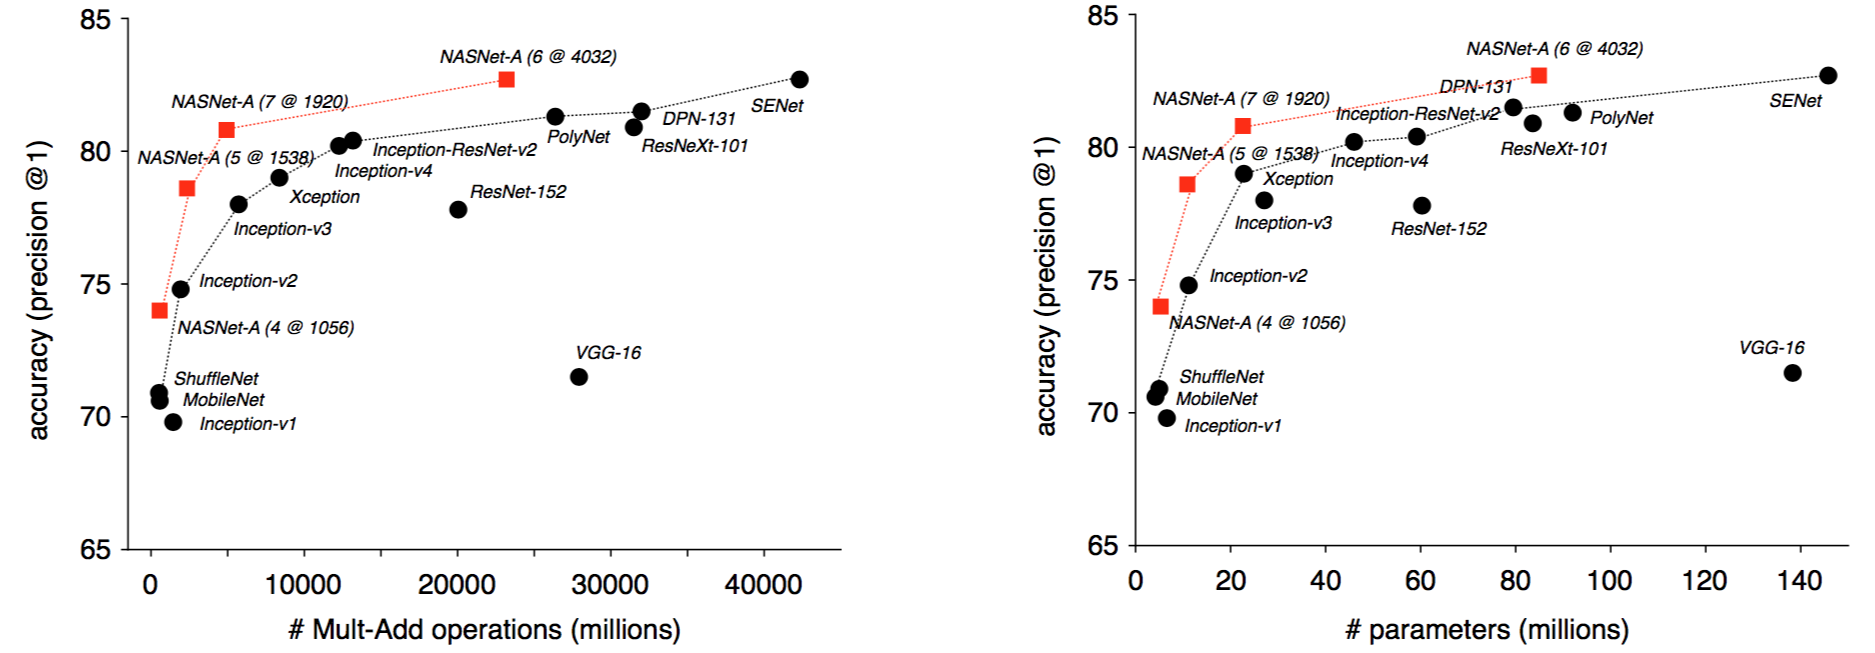 85
NASNet-A (6 @ 4032)
NASNet-A (7 @ 1920)
SENet
DPN-131
PolyNet
ResNeXt-101
Inception-ResNet-v2
80
NASNet-A (5 @ 1538)
Inception-v4
Xception
ResNet-152
Inception-v3
75
Inception-v2
NASNet-A (4 @ 1056)
VGG-16
ShuffleNet
MobileNet
70
Inception-v1
65
0
10000
20000
30000
40000
accuracy (precision @1)
# Mult-Add operations (millions)
85
NASNet-A (6 @ 4032)
DPN-131
NASNet-A (7 @ 1920)
SENet
Inception-ResNet-v2
PolyNet
80
ResNeXt-101
NASNet-A (5 @ 1538)
Inception-v4
Xception
Inception-v3
ResNet-152
75
Inception-v2
NASNet-A (4 @ 1056)
VGG-16
ShuffleNet
MobileNet
70
Inception-v1
65
0
20
40
60
80
100
120
140
accuracy (precision @1)
# parameters (millions)